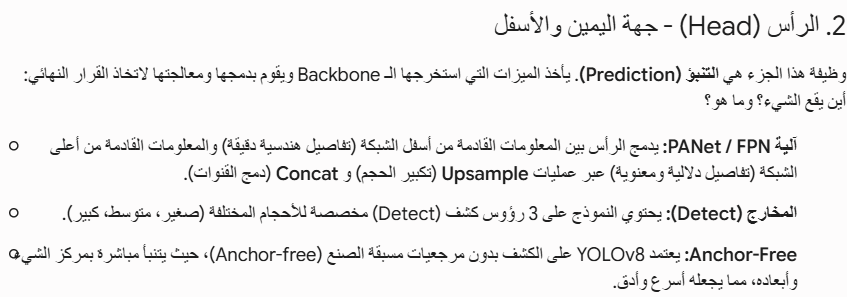 2. الرأس (Head) - جهة اليمين والأسفل
وظيفة هذا الجزء هي التنبؤ (Prediction). يأخذ الميزات التي استخرجها الـ Backbone ويقوم بدمجها ومعالجتها لاتخاذ القرار النهائي:
أين يقع الشيء؟ وما هو؟
○ آلية PANet / FPN: يدمج الرأس بين المعلومات القادمة من أسفل الشبكة (تفاصيل هندسية دقيقة) والمعلومات القادمة من أعلى
الشبكة (تفاصيل دلالية ومعنوية) عبر عمليات Upsample (تكبير الحجم) و Concat (دمج القنوات).
○ المخارج (Detect): يحتوي النموذج على 3 رؤوس كشف (Detect) مخصصة للأحجام المختلفة (صغير، متوسط، كبير).
○ Anchor-Free: يعتمد YOLOv8 على الكشف بدون مرجعيات مسبقة الصنع (Anchor-free)، حيث يتنبأ مباشرة بمركز الشيء
وأبعاده، مما يجعله أسرع وأدق.